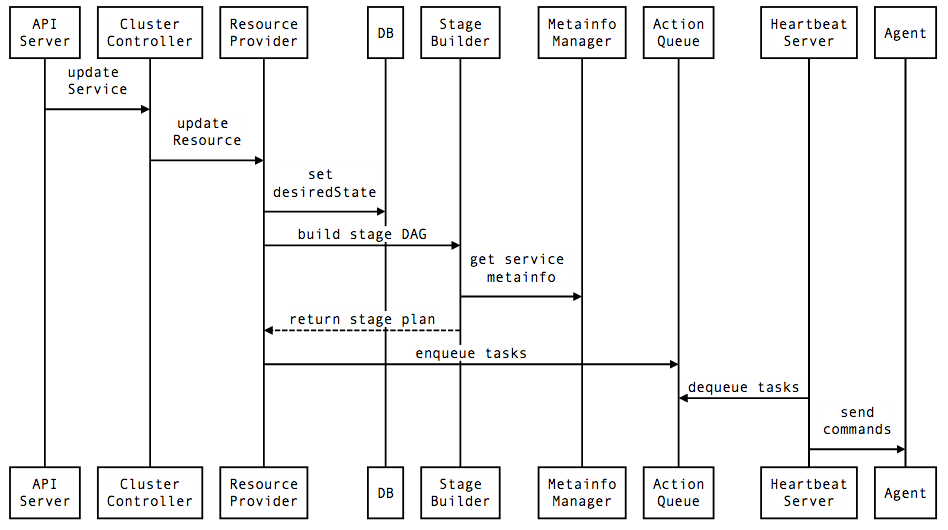 API
Server
Cluster
Controller
Resource
Provider
DB
Stage
Builder
Metainfo
Manager
Action
Queue
Heartbeat
Server
Agent
update
Service
update
Resource
set
desiredState
build stage DAG
get service
metainfo
return stage plan
enqueue tasks
dequeue tasks
send
commands
API
Server
Cluster
Controller
Resource
Provider
DB
Stage
Builder
Metainfo
Manager
Action
Queue
Heartbeat
Server
Agent